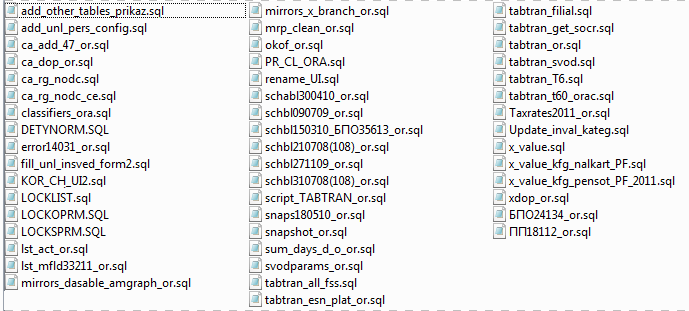 add_other_tables_prikaz.sql
add_unl_pers_config.sql
ca_add_47_or.sql
ca_dop_or.sql
ca_rg_nodc.sql
ca_rg_nodc_ce.sql
classifiers_ora.sql
DETYNORM.SQL
error14031_or.sql
fill_unl_insved_form2.sql
KOR_CH_UI2.sql
LOCKLIST.sql
LOCKOPRM.SQL
LOCKSPRM.SQL
lst_act_or.sql
lst_mfld33211_or.sql
mirrors_dasable_amgraph_or.sql
mirrors_x_branch_or.sql
mrp_clean_or.sql
okof_or.sql
PR_CL_ORA.sql
rename_UI.sql
schabl300410_or.sql
schbl090709_or.sql
schbl150310_БПО35613_or.sql
schbl210708(108)_or.sql
schbl271109_or.sql
schbl310708(108)_or.sql
script_TABTRAN_or.sql
snaps180510_or.sql
snapshot_or.sql
sum_days_d_o_or.sql
svodparams_or.sql
tabtran_all_fss.sql
tabtran_esn_plat_or.sql
tabtran_filial.sql
tabtran_get_socr.sql
tabtran_or.sql
tabtran_svod.sql
tabtran_T6.sql
tabtran_t60_orac.sql
Taxrates2011_or.sql
Update_inval_kateg.sql
x_value.sql
x_value_kfg_nalkart_PF.sql
x_value_kfg_pensot_PF_2011.sql
xdop_or.sql
БПО24134_or.sql
ПП18112_or.sql